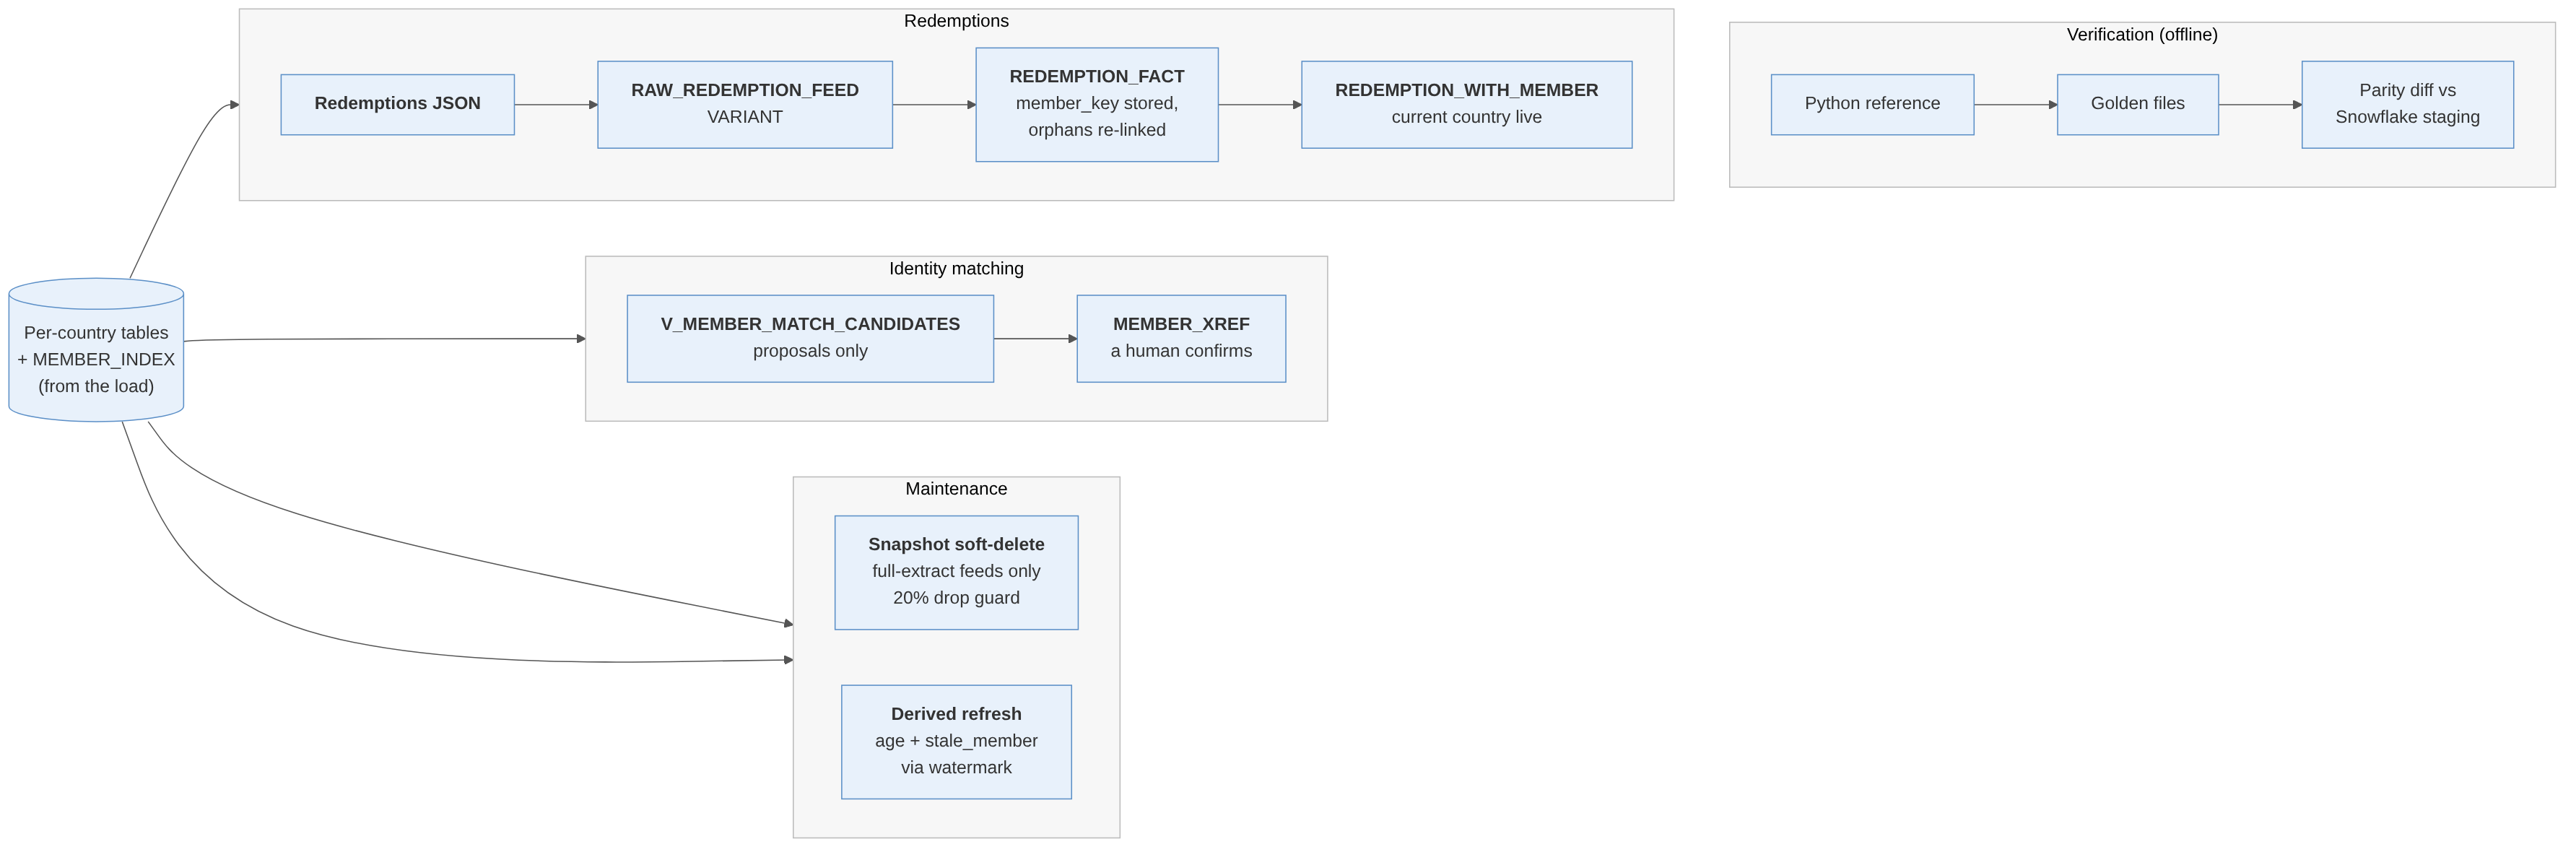 Redemptions
Redemptions JSON
RAW_REDEMPTION_FEED
VARIANT
REDEMPTION_FACT
member_key stored,
orphans re-linked
REDEMPTION_WITH_MEMBER
current country live
Verification (offline)
Python reference
Golden files
Parity diff vs
Snowflake staging
Per-country tables
+ MEMBER_INDEX
(from the load)
Identity matching
V_MEMBER_MATCH_CANDIDATES
proposals only
MEMBER_XREF
a human confirms
Maintenance
Snapshot soft-delete
full-extract feeds only
20% drop guard
Derived refresh
age + stale_member
via watermark